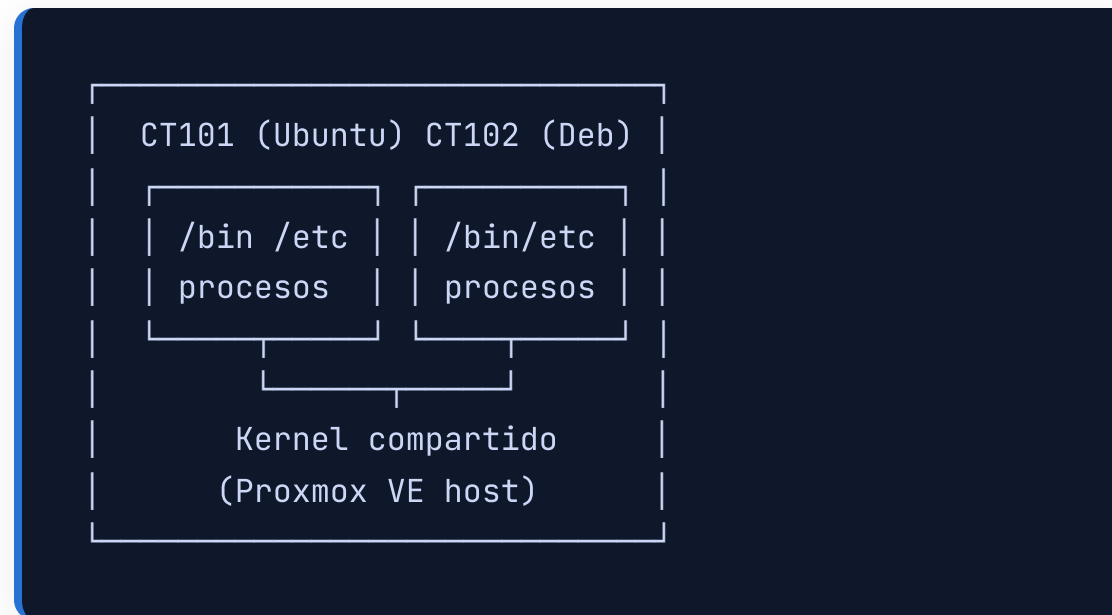 CT101 (Ubuntu) CT102 (Deb)
/bin /etc /bin/etc
procesos procesos
Kernel compartido
(Proxmox VE host)